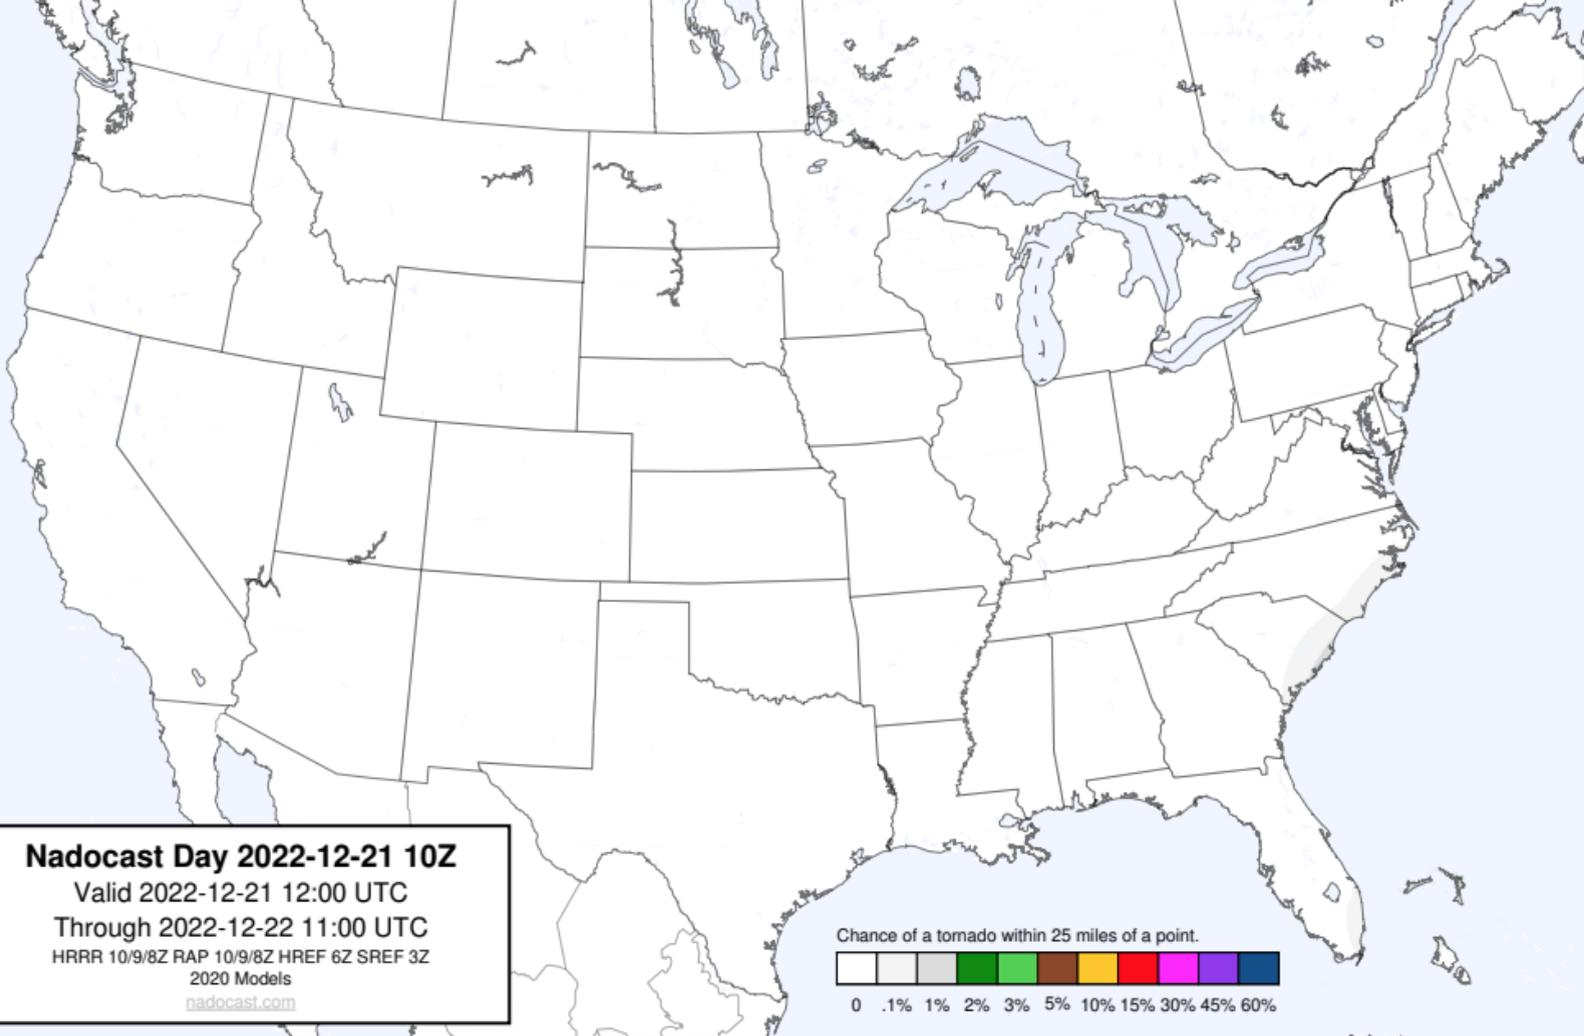 Nadocast Day 2022-12-21 10Z
Valid 2022-12-21 12:00 UTC
Through 2022-12-22 11:00 UTC
HRRR 10/9/8Z RAP 10/9/8Z HREF 6Z SREF 3Z
2020 Models
nadocast.com
Chance of a tornado within 25 miles of a point.
0 .1% 1% 2% 3% 5% 10% 15% 30% 45% 60%